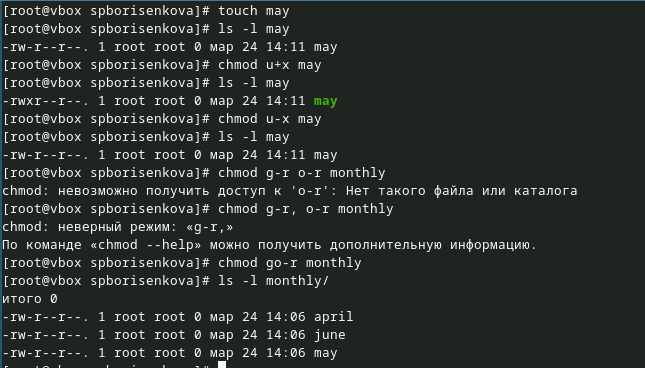 [root@vbox spborisenkova]# touch may
[root@vbox spborisenkova]# ls -l may
-rw-r--r--. 1 root root 0 мар 24 14:11 may
[root@vbox spborisenkova]# chmod u+x may
[root@vbox spborisenkova]# ls -l may
-rwxr--r--. 1 root root 0 мар 24 14:11 may
[root@vbox spborisenkova]# chmod u-x may
[root@vbox spborisenkova]# ls -l may
-rw-r--r--. 1 root root 0 мар 24 14:11 may
[root@vbox spborisenkova]# chmod g-r o-r monthly
chmod: невозможно получить доступ к 'o-r': Нет такого файла или каталога
[root@vbox spborisenkova]# chmod g-r, o-r monthly
chmod: неверный режим: «g-r,»
По команде «chmod --help» можно получить дополнительную информацию.
[root@vbox spborisenkova]# chmod go-r monthly
[root@vbox spborisenkova]# ls -l monthly/
итого 0
-rw-r--r--. 1 root root 0 мар 24 14:06 april
-rw-r--r--. 1 root root 0 мар 24 14:06 june
-rw-r--r--. 1 root root 0 мар 24 14:06 may
[root@vbox spborisenkova]#